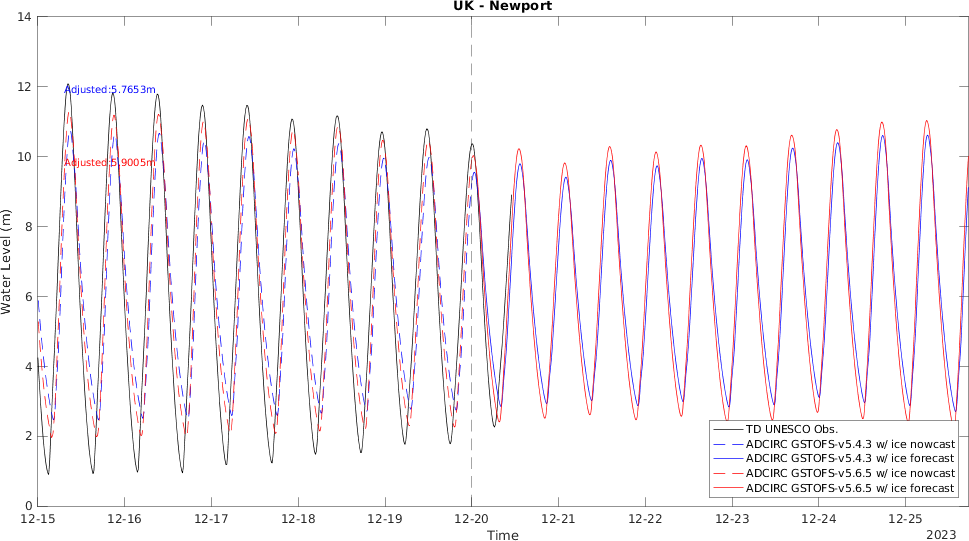 UK - Newport
Water Level (m)
14
12
10
8
6
4
2
0
Adjusted:5.7653m
Adjusted:5.9005m
TD UNESCO Obs.
ADCIRC GSTOFS-v5.4.3 w/ ice nowcast
ADCIRC GSTOFS-v5.4.3 w/ ice forecast
ADCIRC GSTOFS-v5.6.5 w/ ice nowcast
ADCIRC GSTOFS-v5.6.5 w/ ice forecast
12-15 12-16 12-17 12-18 12-19 12-20 12-21 12-22 12-23 12-24 12-25
Time
2023